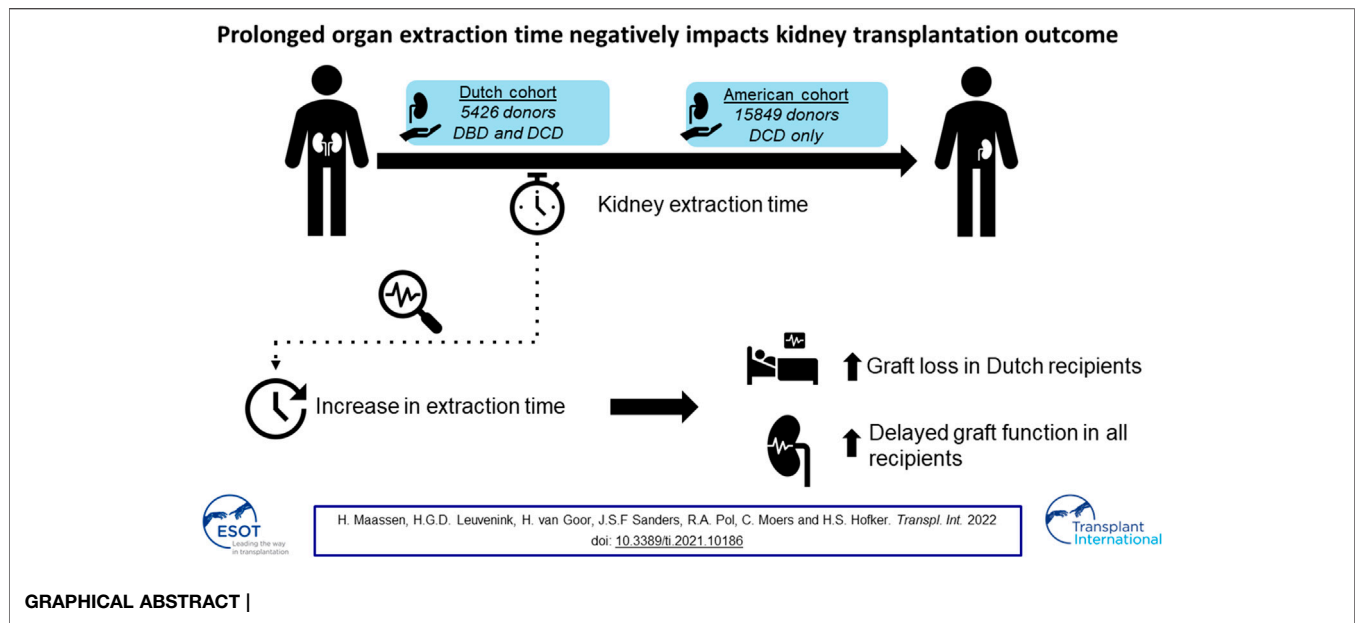 Prolonged organ extraction time negatively impacts kidney transplantation outcome
Dutch cohort
5426 donors
DBD and DCD
American cohort
15849 donors
DCD only
Kidney extraction time
Increase in extraction time
Graft loss in Dutch recipients
Delayed graft function in all
recipients
ESOT
Leading the way
in transplantation
H. Maassen, H.G.D. Leuvenink, H. van Goor, J.S.F Sanders, R.A. Pol, C. Moers and H.S. Hofker. Transpl. Int. 2022
doi: 10.3389/ti.2021.10186
Transplant
International
GRAPHICAL ABSTRACT |